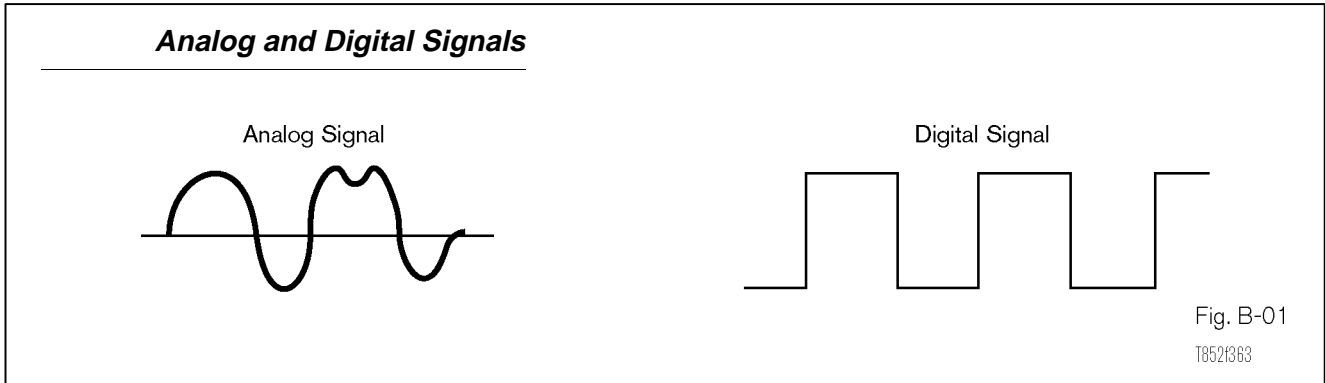 Analog and Digital Signals
Analog Signal
Digital Signal
Fig. B-01
T852f363